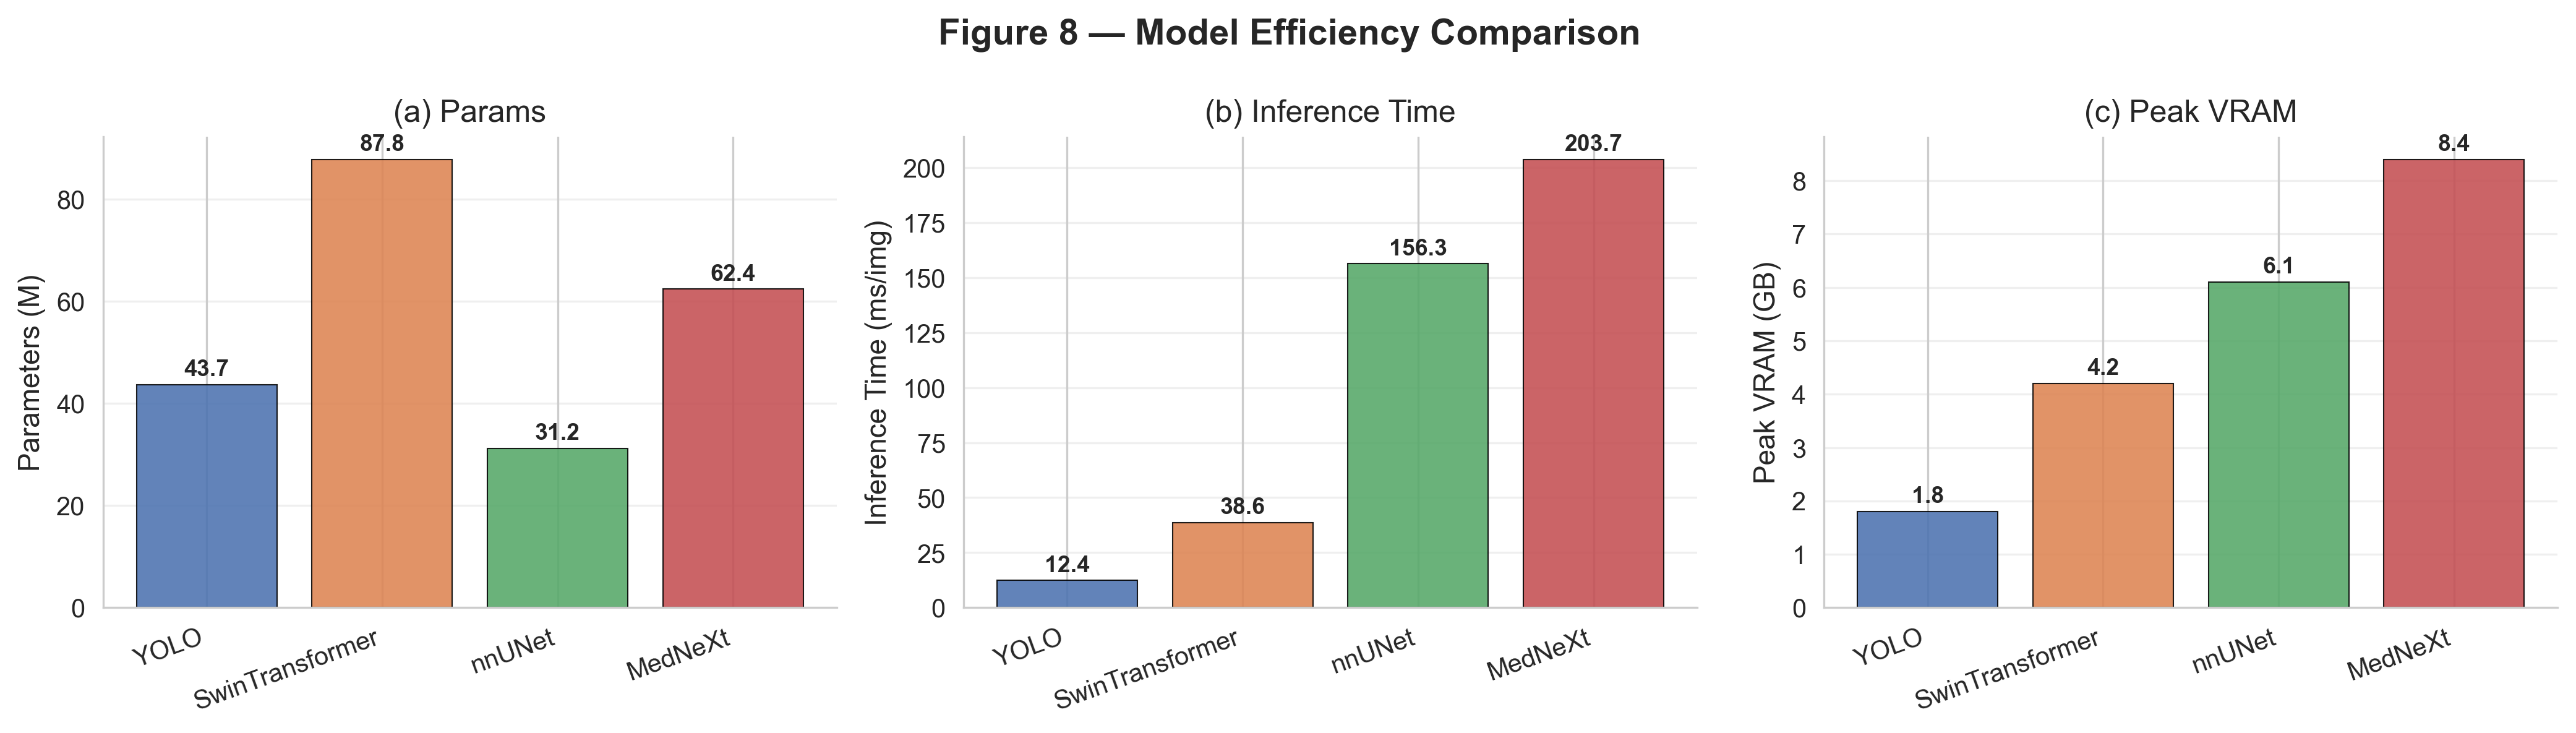 Figure 8 — Model Efficiency Comparison
(a) Params
Parameters (M)
80
60
40
20
0
43.7
87.8
31.2
62.4
YOLO
SwinTransformer
nnUNet
MedNeXt
(b) Inference Time
Inference Time (ms/img)
200
175
150
125
100
75
50
25
0
12.4
38.6
156.3
203.7
YOLO
SwinTransformer
nnUNet
MedNeXt
(c) Peak VRAM
Peak VRAM (GB)
8
7
6
5
4
3
2
1
0
1.8
4.2
6.1
8.4
YOLO
SwinTransformer
nnUNet
MedNeXt